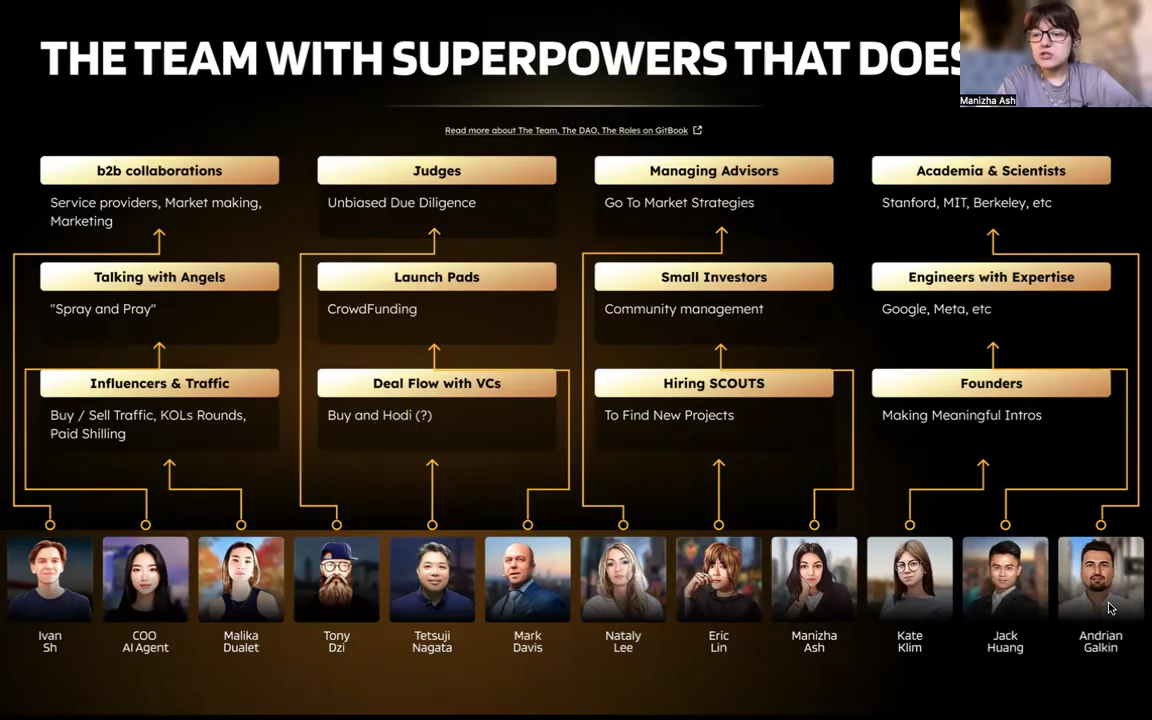 THE TEAM WITH SUPERPOWERS THAT DOES
Manizha Ash
Read more about The Team, The DAO, The Roles on GitBook
b2b collaborations
Service providers, Market making,
Marketing
Judges
Unbiased Due Diligence
Managing Advisors
Go To Market Strategies
Academia & Scientists
Stanford, MIT, Berkeley, etc
Talking with Angels
"Spray and Pray"
Launch Pads
CrowdFunding
Small Investors
Community management
Engineers with Expertise
Google, Meta, etc
Influencers & Traffic
Buy / Sell Traffic, KOLs Rounds,
Paid Shilling
Deal Flow with VCs
Buy and Hodi (?)
Hiring SCOUTS
To Find New Projects
Founders
Making Meaningful Intros
Ivan
Sh
COO
AI Agent
Malika
Dualet
Tony
Dzi
Tetsuji
Nagata
Mark
Davis
Nataly
Lee
Eric
Lin
Manizha
Ash
Kate
Klim
Jack
Huang
Andrian
Galkin